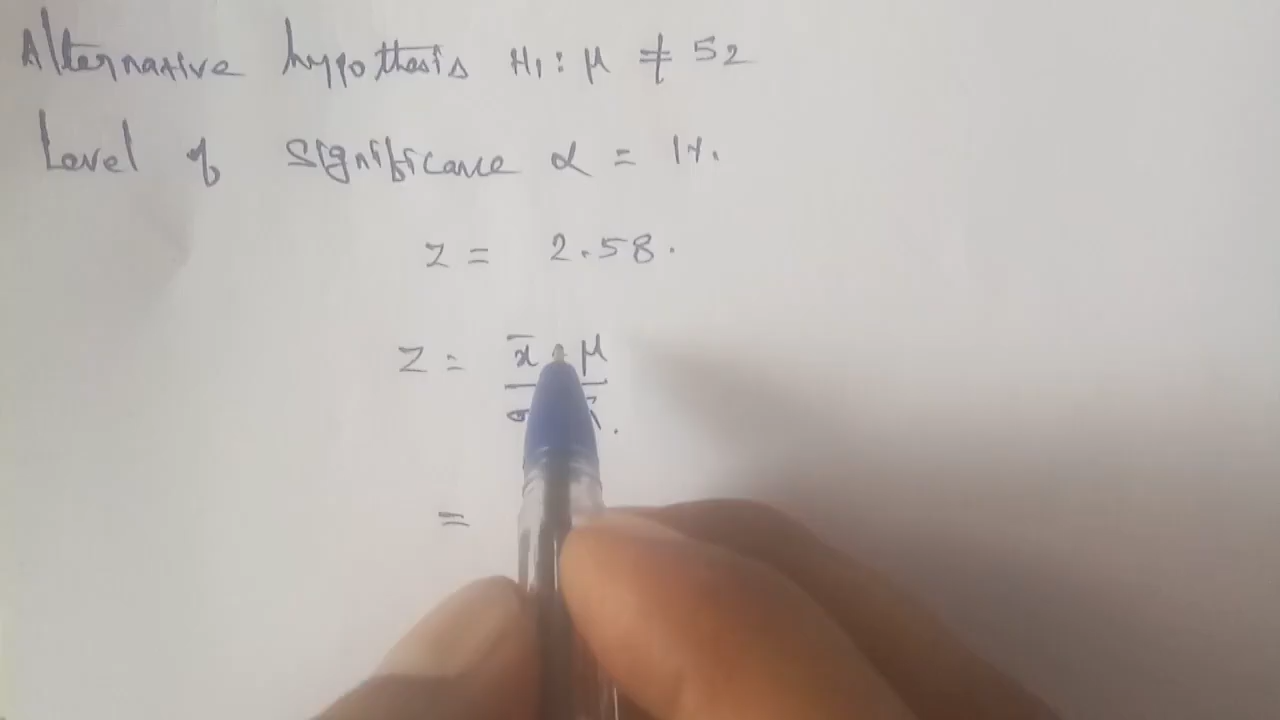 Alternative hypothesis H₁ : μ ≠ 52
Level of significance α = 1%.
z = 2.58.
z = x̄ μ
σ
=